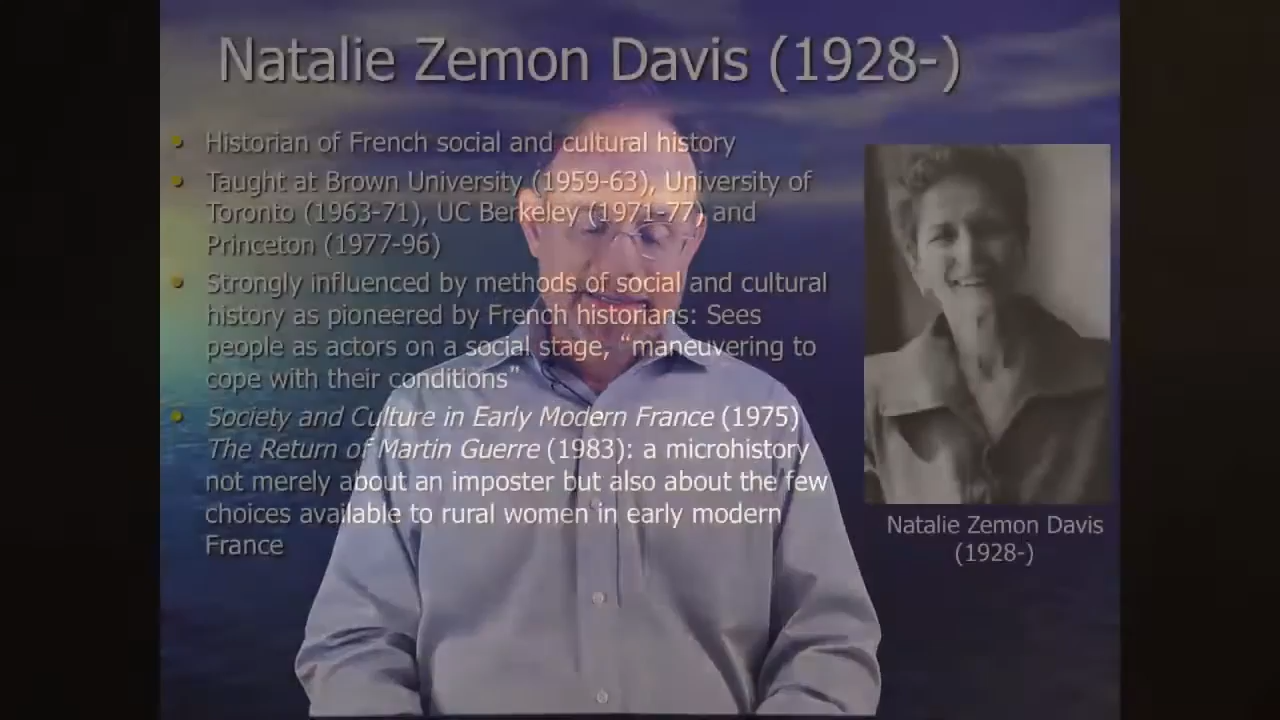 Natalie Zemon Davis (1928-)
Historian of French social and cultural history
Taught at Brown University (1959-63), University of
Toronto (1963-71), UC Berkeley (1971-77) and
Princeton (1977-96)
Strongly influenced by methods of social and cultural
history as pioneered by French historians: Sees
people as actors on a social stage, “maneuvering to
cope with their conditions”
Society and Culture in Early Modern France (1975)
The Return of Martin Guerre (1983): a microhistory
not merely about an imposter but also about the few
choices available to rural women in early modern
France
Natalie Zemon Davis
(1928-)